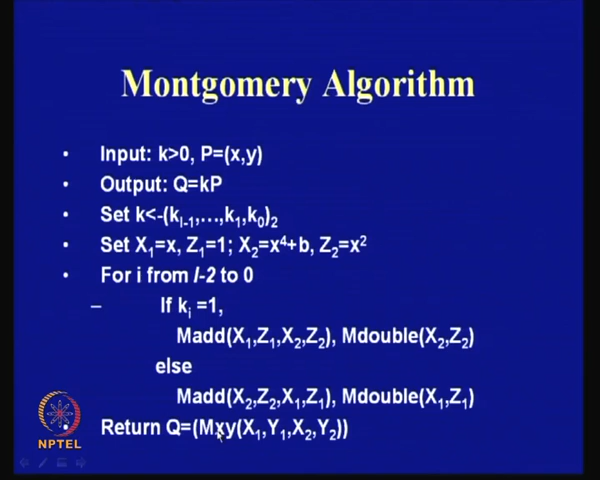 Montgomery Algorithm
• Input: k>0, P=(x,y)
• Output: Q=kP
• Set k<-(kₗ₋₁,…,k₁,k₀)₂
• Set X₁=x, Z₁=1; X₂=x⁴+b, Z₂=x²
• For i from l-2 to 0
– If kᵢ =1,
Madd(X₁,Z₁,X₂,Z₂), Mdouble(X₂,Z₂)
else
Madd(X₂,Z₂,X₁,Z₁), Mdouble(X₁,Z₁)
Return Q=(Mxy(X₁,Y₁,X₂,Y₂))
NPTEL